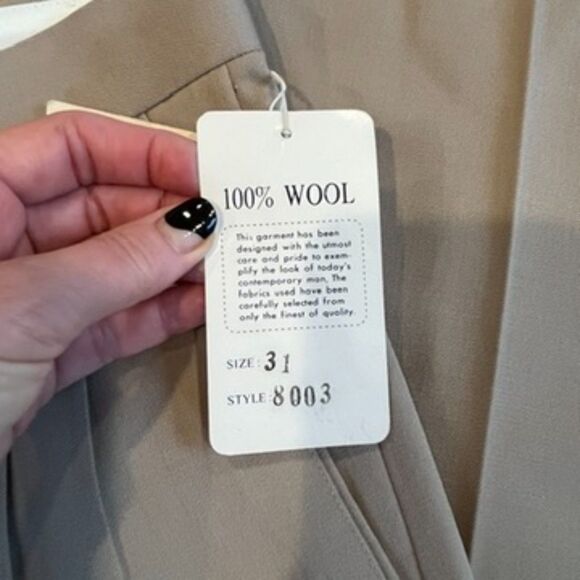 100% WOOL
This garment has been
designed with the utmost
care and pride to exem-
plify the look of today's
contemporary man. The
fabrics used have been
carefully selected from
only the finest of quality.
SIZE: 31
STYLE: 8003